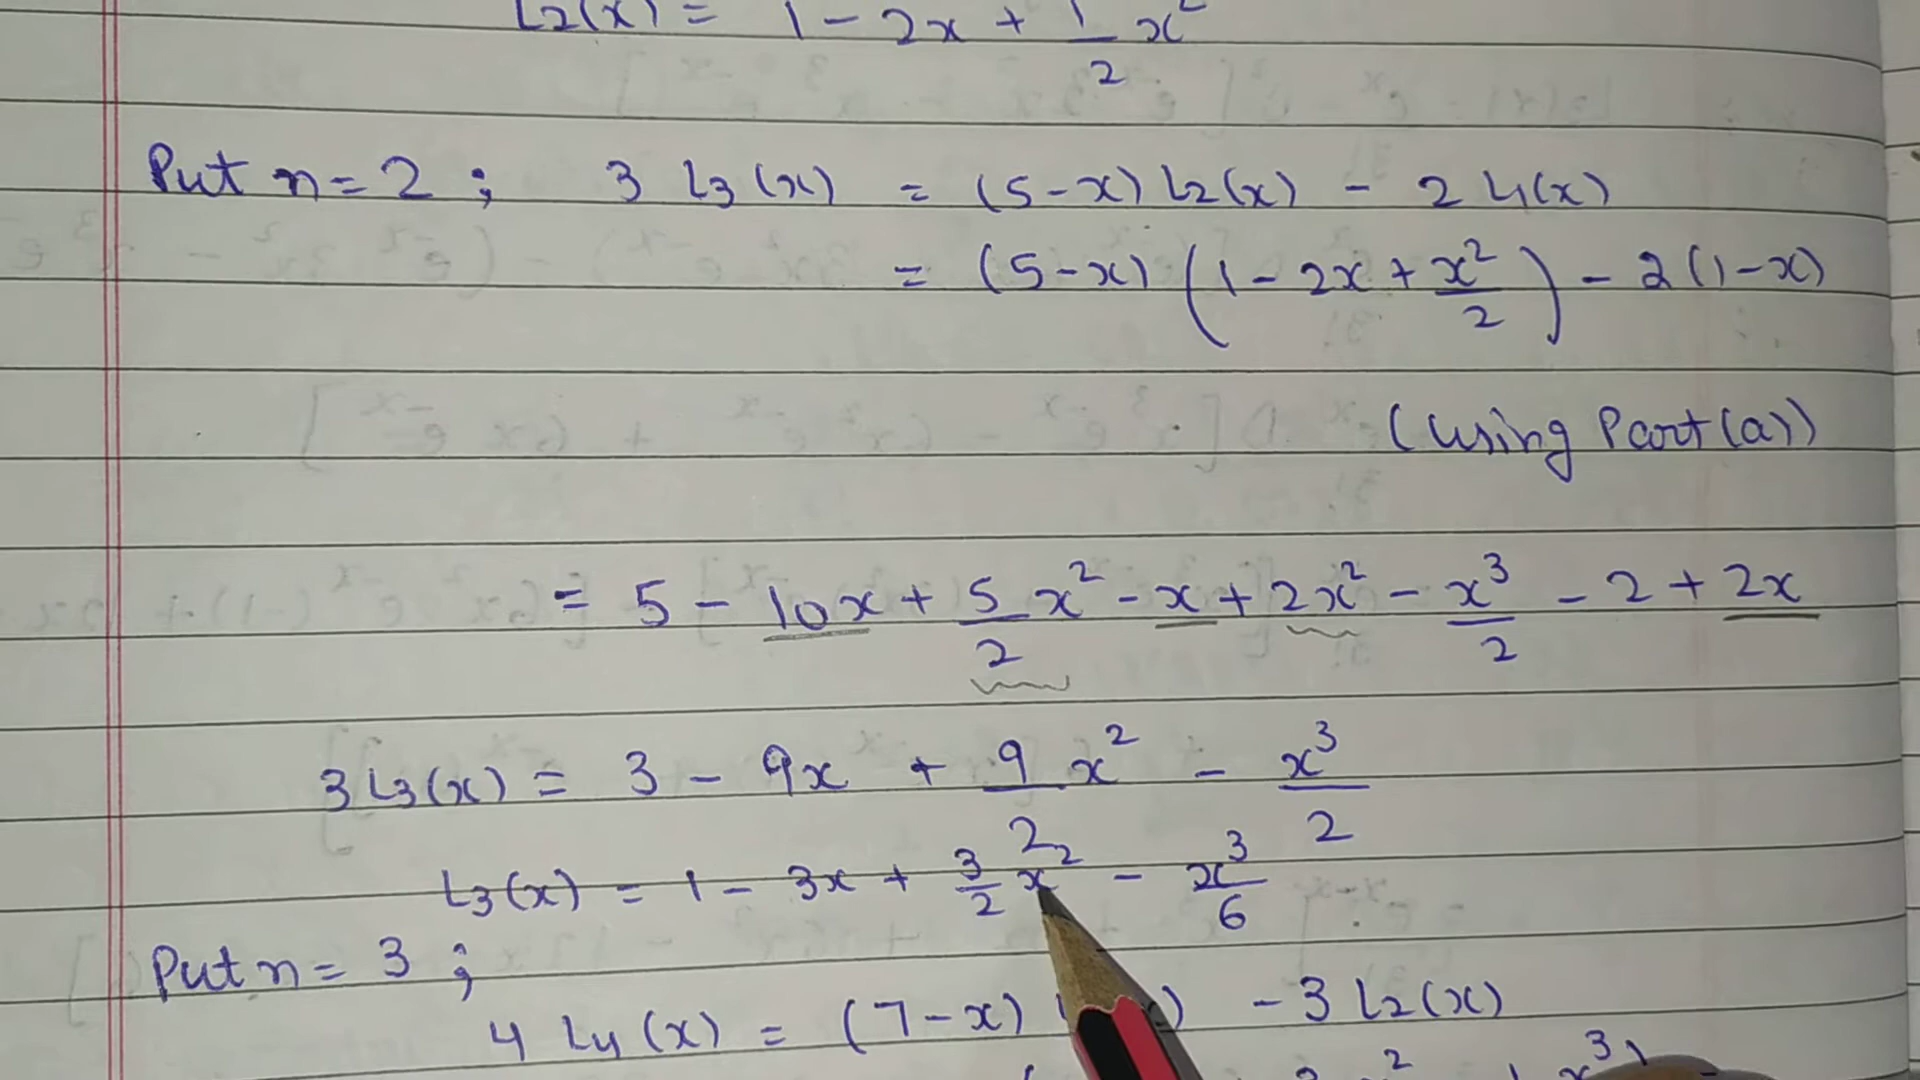 L₂(x) = 1 - 2x + 1/2 x²
Put n = 2 ; 3 L₃(x) = (5-x) L₂(x) - 2 L₁(x)
= (5-x) (1 - 2x + x²/2) - 2(1-x)
(Using Part(a))
= 5 - 10x + 5/2 x² - x + 2x² - x³/2 - 2 + 2x
3 L₃(x) = 3 - 9x + 9/2 x² - x³/2
L₃(x) = 1 - 3x + 3/2 x² - x³/6
Put n = 3 ;
4 L₄(x) = (7-x) ) - 3 L₂(x)